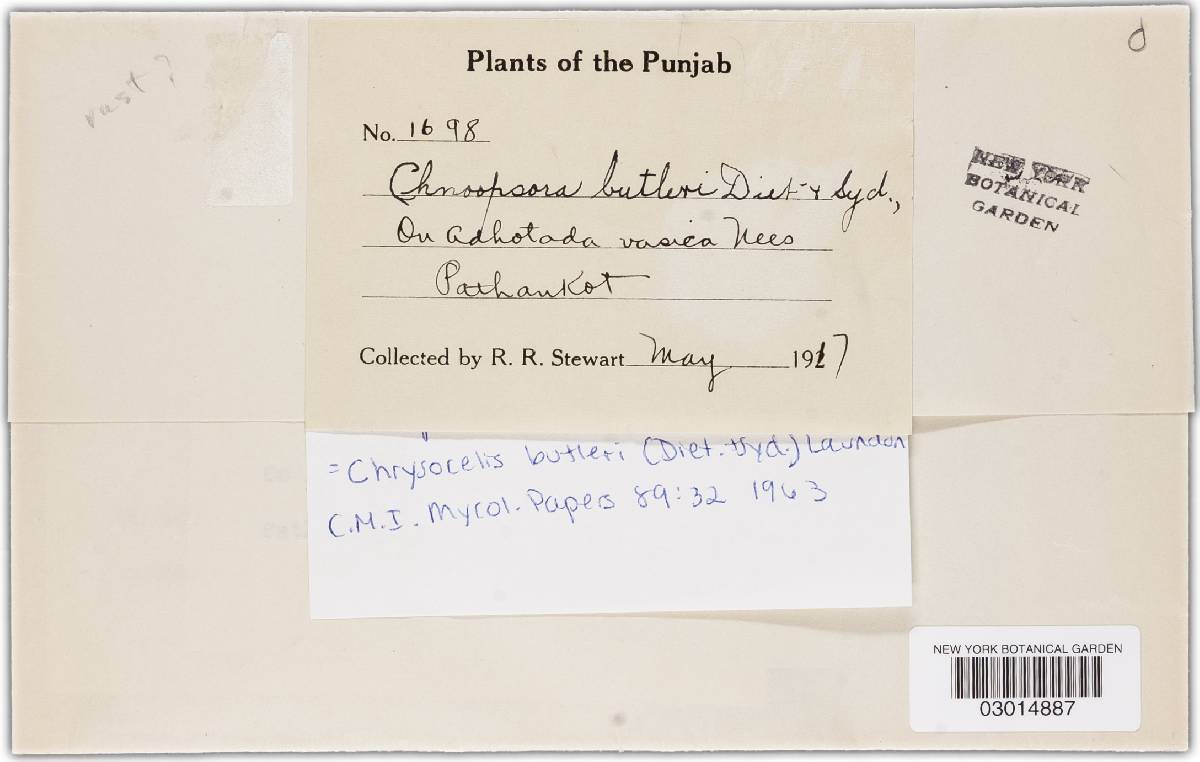 rust?
d
Plants of the Punjab
No. 1698
Chnoopsora butleri Diet. & Syd.,
On Adhotada vasica Nees
Pathankot
Collected by R. R. Stewart May 1917
NEW YORK
BOTANICAL
GARDEN
= Chrysocelis butleri (Diet. + Syd.) Laundon
C.M.I. Mycol. Papers 89:32 1963
NEW YORK BOTANICAL GARDEN
03014887